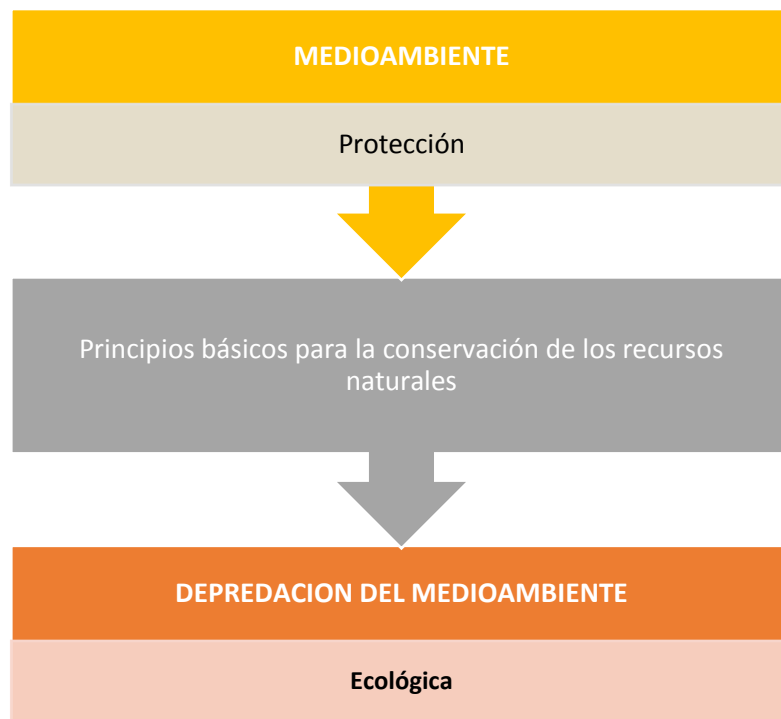 MEDIOAMBIENTE
Protección
Principios básicos para la conservación de los recursos
naturales
DEPREDACION DEL MEDIOAMBIENTE
Ecológica